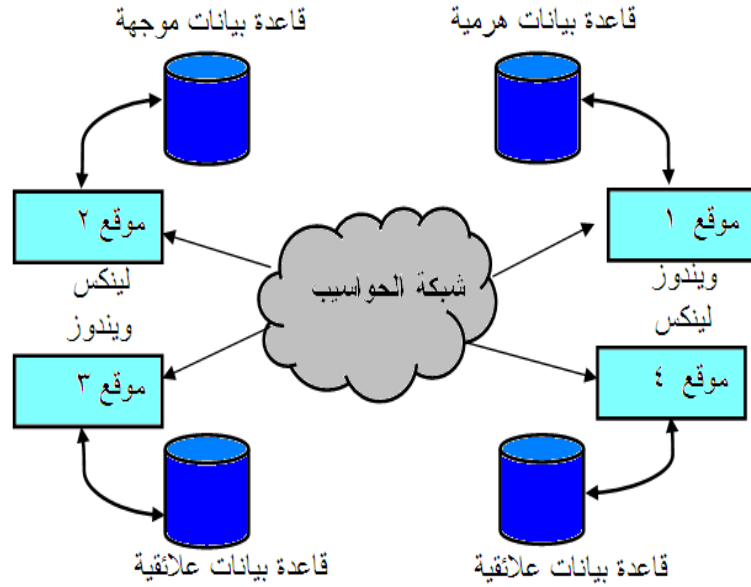 قاعدة بيانات هرمية
قاعدة بيانات موجهة
موقع ١
ويندوز
موقع ٢
لينكس
شبكة الحواسيب
لينكس
موقع ٤
ويندوز
موقع ٣
قاعدة بيانات علائقية
قاعدة بيانات علائقية